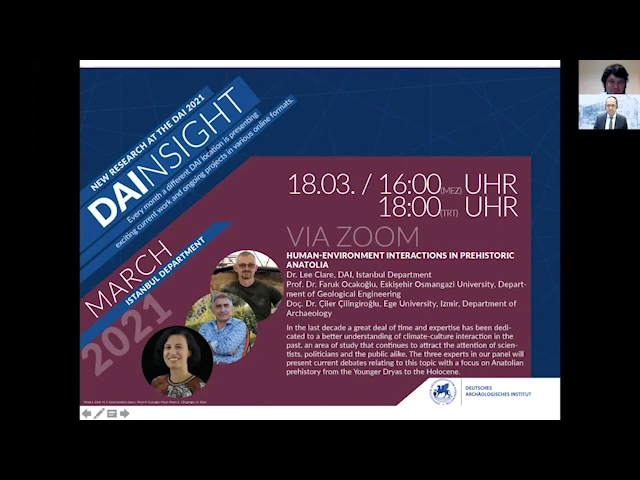 NEW RESEARCH AT THE DAI 2021
DAINSIGHT
Every month a different DAI location is presenting
exciting current work and ongoing projects in various online formats.
MARCH
ISTANBUL DEPARTMENT
2021
18.03. / 16:00(MEZ) UHR
18:00(TRT) UHR
VIA ZOOM
HUMAN-ENVIRONMENT INTERACTIONS IN PREHISTORIC
ANATOLIA
Dr. Lee Clare, DAI, Istanbul Department
Prof. Dr. Faruk Ocakoğlu, Eskişehir Osmangazi University, Depart-
ment of Geological Engineering
Doç. Dr. Çiler Çilingiroğlu, Ege University, Izmir, Department of
Archaeology
In the last decade a great deal of time and expertise has been dedi-
cated to a better understanding of climate-culture interaction in the
past, an area of study that continues to attract the attention of scien-
tists, politicians and the public alike. The three experts in our panel will
present current debates relating to this topic with a focus on Anatolian
prehistory from the Younger Dryas to the Holocene.
DEUTSCHES
ARCHÄOLOGISCHES INSTITUT